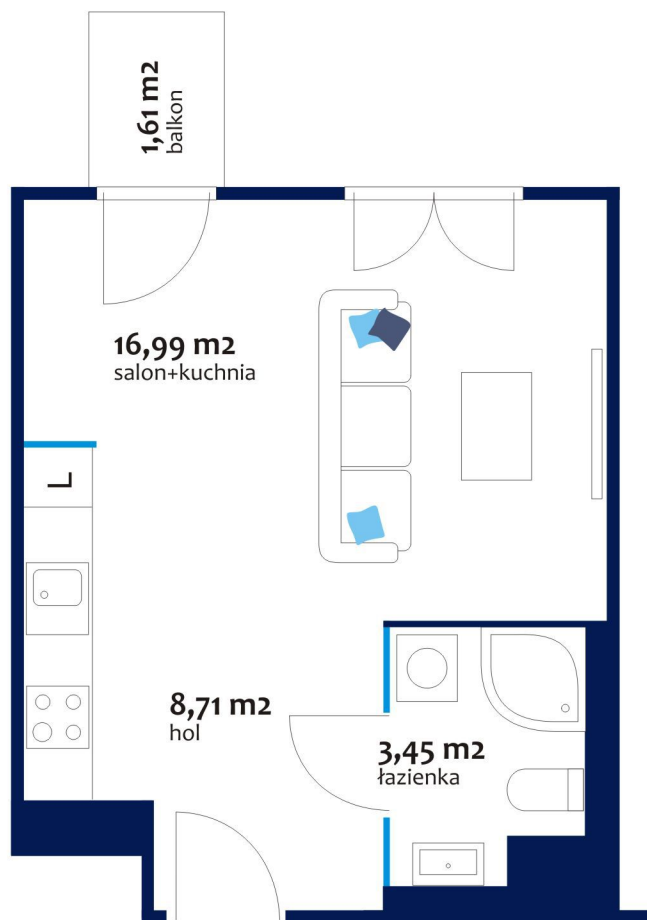 1,61 m2
balkon
16,99 m2
salon+kuchnia
L
8,71 m2
hol
3,45 m2
łazienka